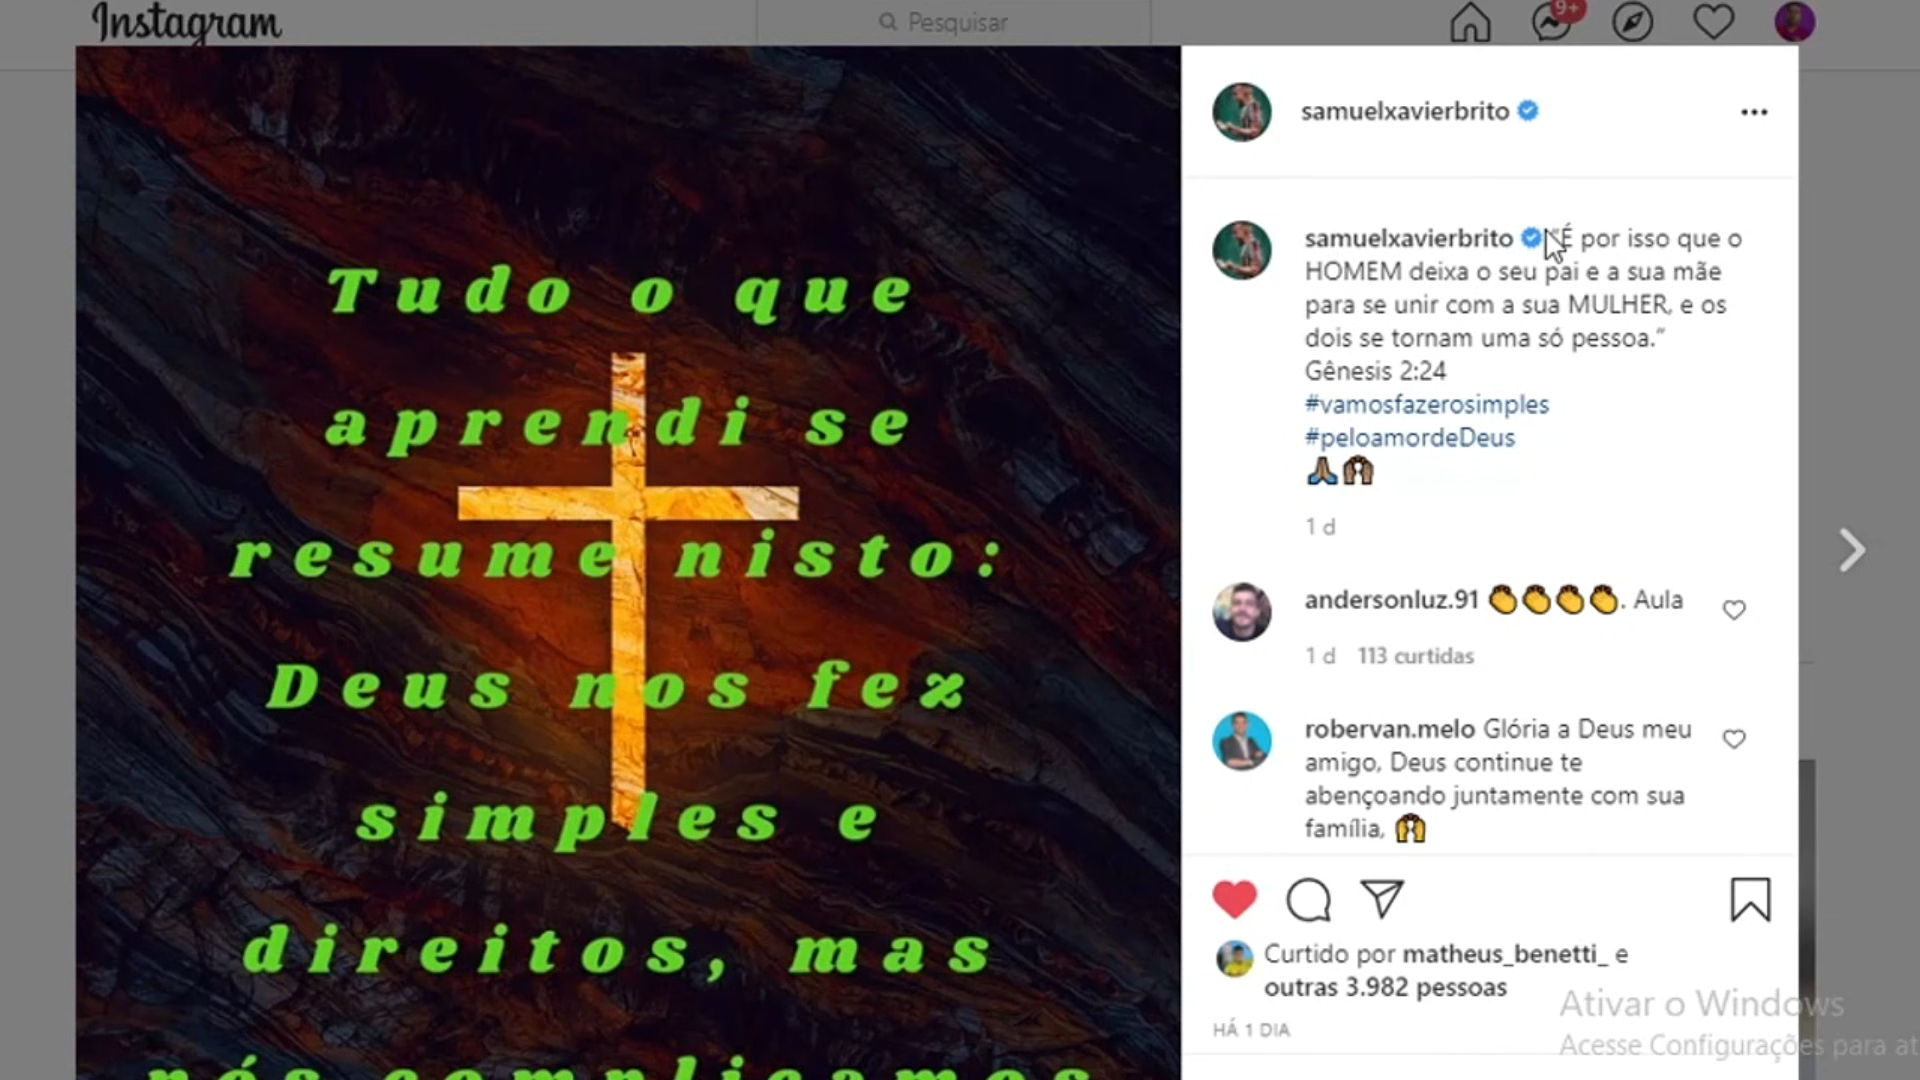 Instagram
Pesquisar
9+
Tudo o que
aprendi se
resume nisto:
Deus nos fez
simples e
direitos, mas
nós complicamos
samuelxavierbrito
samuelxavierbrito "É por isso que o
HOMEM deixa o seu pai e a sua mãe
para se unir com a sua MULHER, e os
dois se tornam uma só pessoa."
Gênesis 2:24
#vamosfazerosimples
#peloamordeDeus
1 d
andersonluz.91 👏👏👏👏. Aula
1 d 113 curtidas
robervan.melo Glória a Deus meu
amigo, Deus continue te
abençoando juntamente com sua
família, 🙌
Curtido por matheus_benetti_ e
outras 3.982 pessoas
HÁ 1 DIA
Ativar o Windows
Acesse Configurações para at